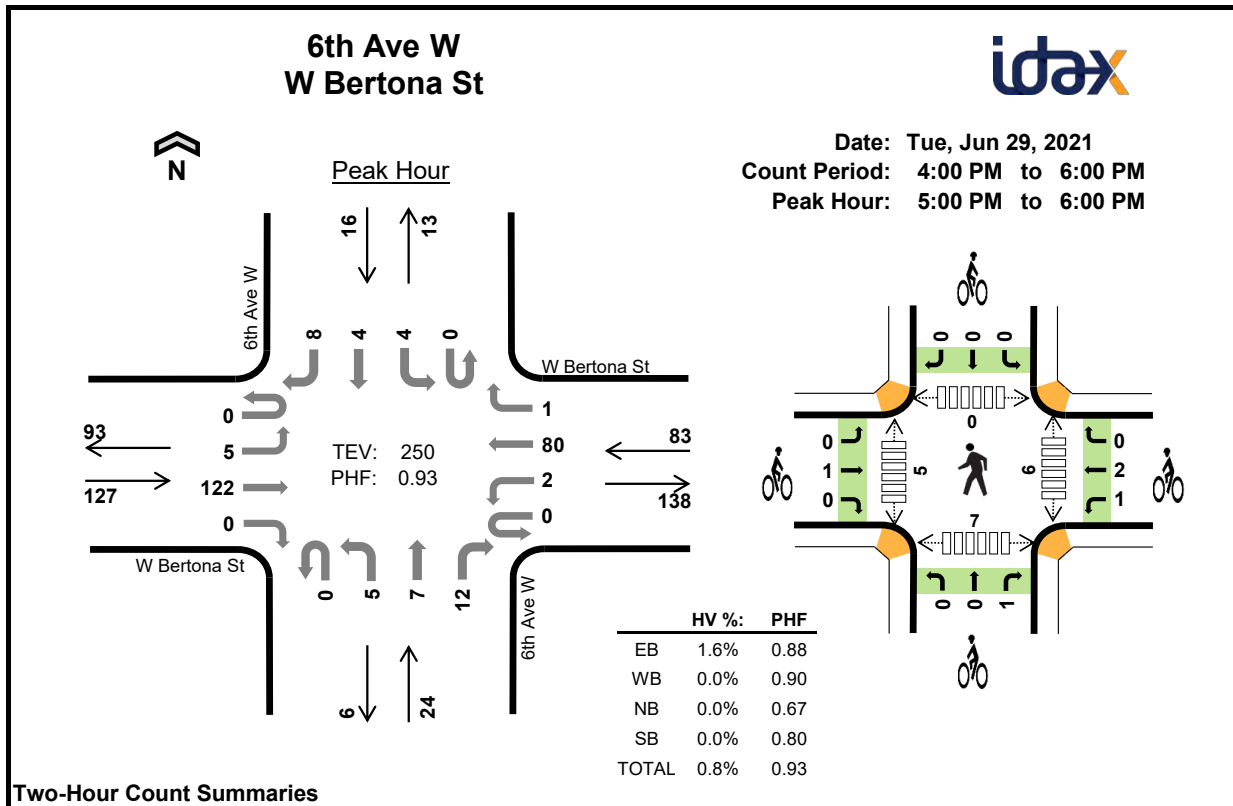 6th Ave W
W Bertona St
idax
N
Peak Hour
Date: Tue, Jun 29, 2021
Count Period: 4:00 PM to 6:00 PM
Peak Hour: 5:00 PM to 6:00 PM
16
13
6th Ave W
8
4
4
0
W Bertona St
0
5
122
0
93
127
TEV: 250
PHF: 0.93
1
80
2
0
83
138
W Bertona St
0
5
7
12
6th Ave W
6
24
0
0
0
0
0
1
0
5
6
0
2
1
7
0
0
1
HV %: PHF
EB 1.6% 0.88
WB 0.0% 0.90
NB 0.0% 0.67
SB 0.0% 0.80
TOTAL 0.8% 0.93
Two-Hour Count Summaries